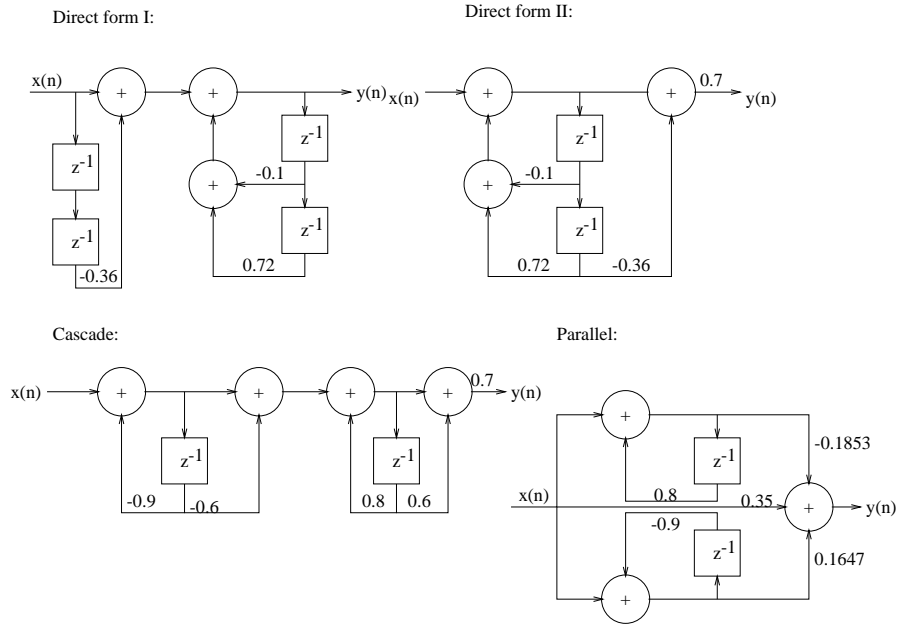 Direct form I:
Direct form II:
x(n)
+
+
y(n)
x(n)
+
+
0.7
y(n)
z-1
z-1
z-1
-0.1
+
-0.1
+
z-1
z-1
z-1
-0.36
0.72
0.72
-0.36
Cascade:
Parallel:
x(n)
+
+
+
+
0.7
y(n)
z-1
-0.9
-0.6
z-1
0.8
0.6
+
z-1
-0.1853
0.8
x(n)
0.35
+
y(n)
-0.9
z-1
0.1647
+